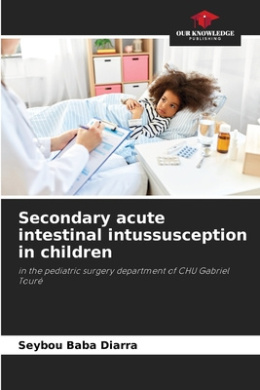 OUR KNOWLEDGE
PUBLISHING
Secondary acute
intestinal intussusception
in children
in the pediatric surgery department of CHU Gabriel
Touré
Seybou Baba Diarra